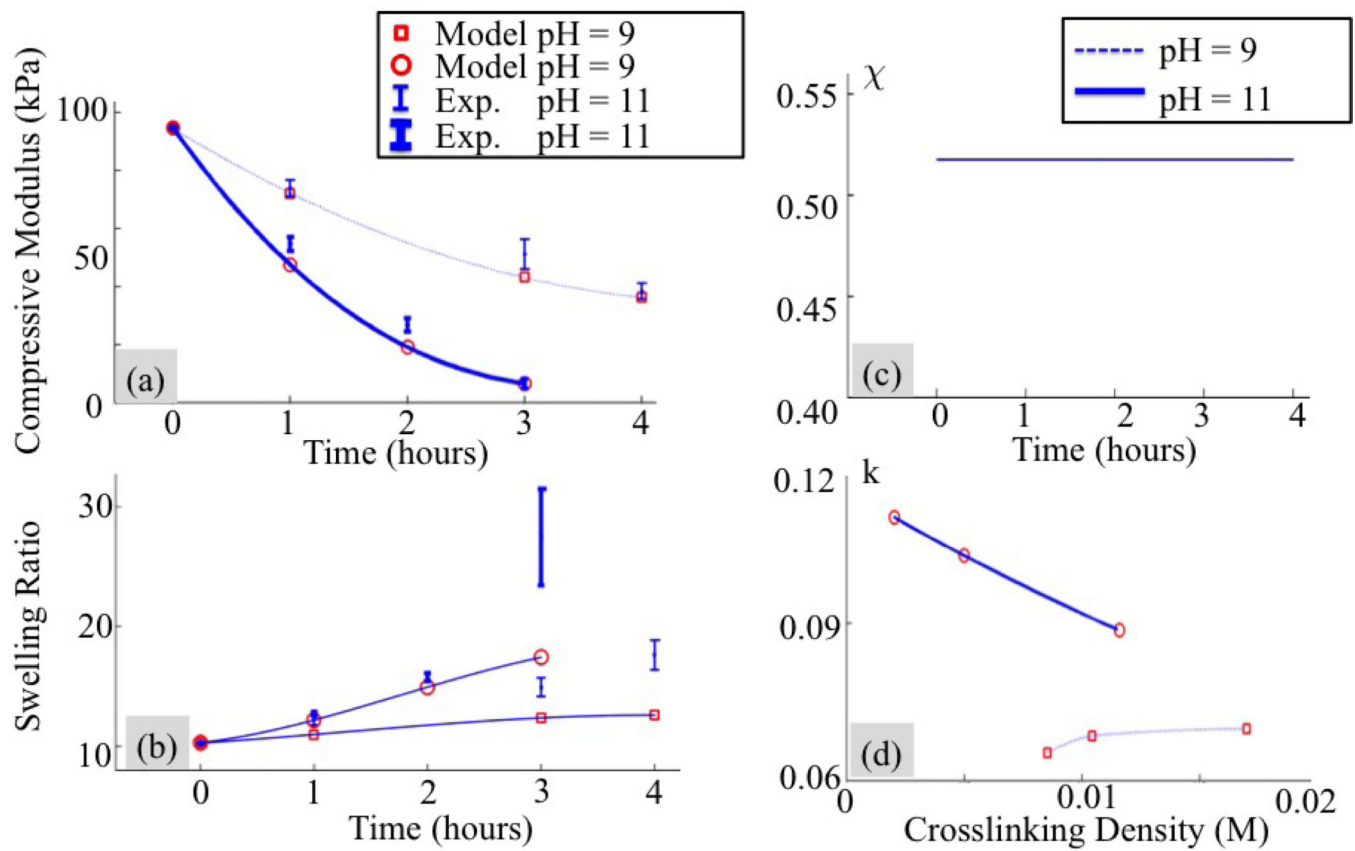 Model pH = 9
Model pH = 9
Exp. pH = 11
Exp. pH = 11
Compressive Modulus (kPa)
100
50
0
(a)
0 1 2 3 4
Time (hours)
pH = 9
pH = 11
χ
0.55
0.50
0.45
0.40
(c)
0 1 2 3 4
Time (hours)
Swelling Ratio
30
20
10
(b)
0 1 2 3 4
Time (hours)
k
0.12
0.09
0.06
(d)
0 0.01 0.02
Crosslinking Density (M)